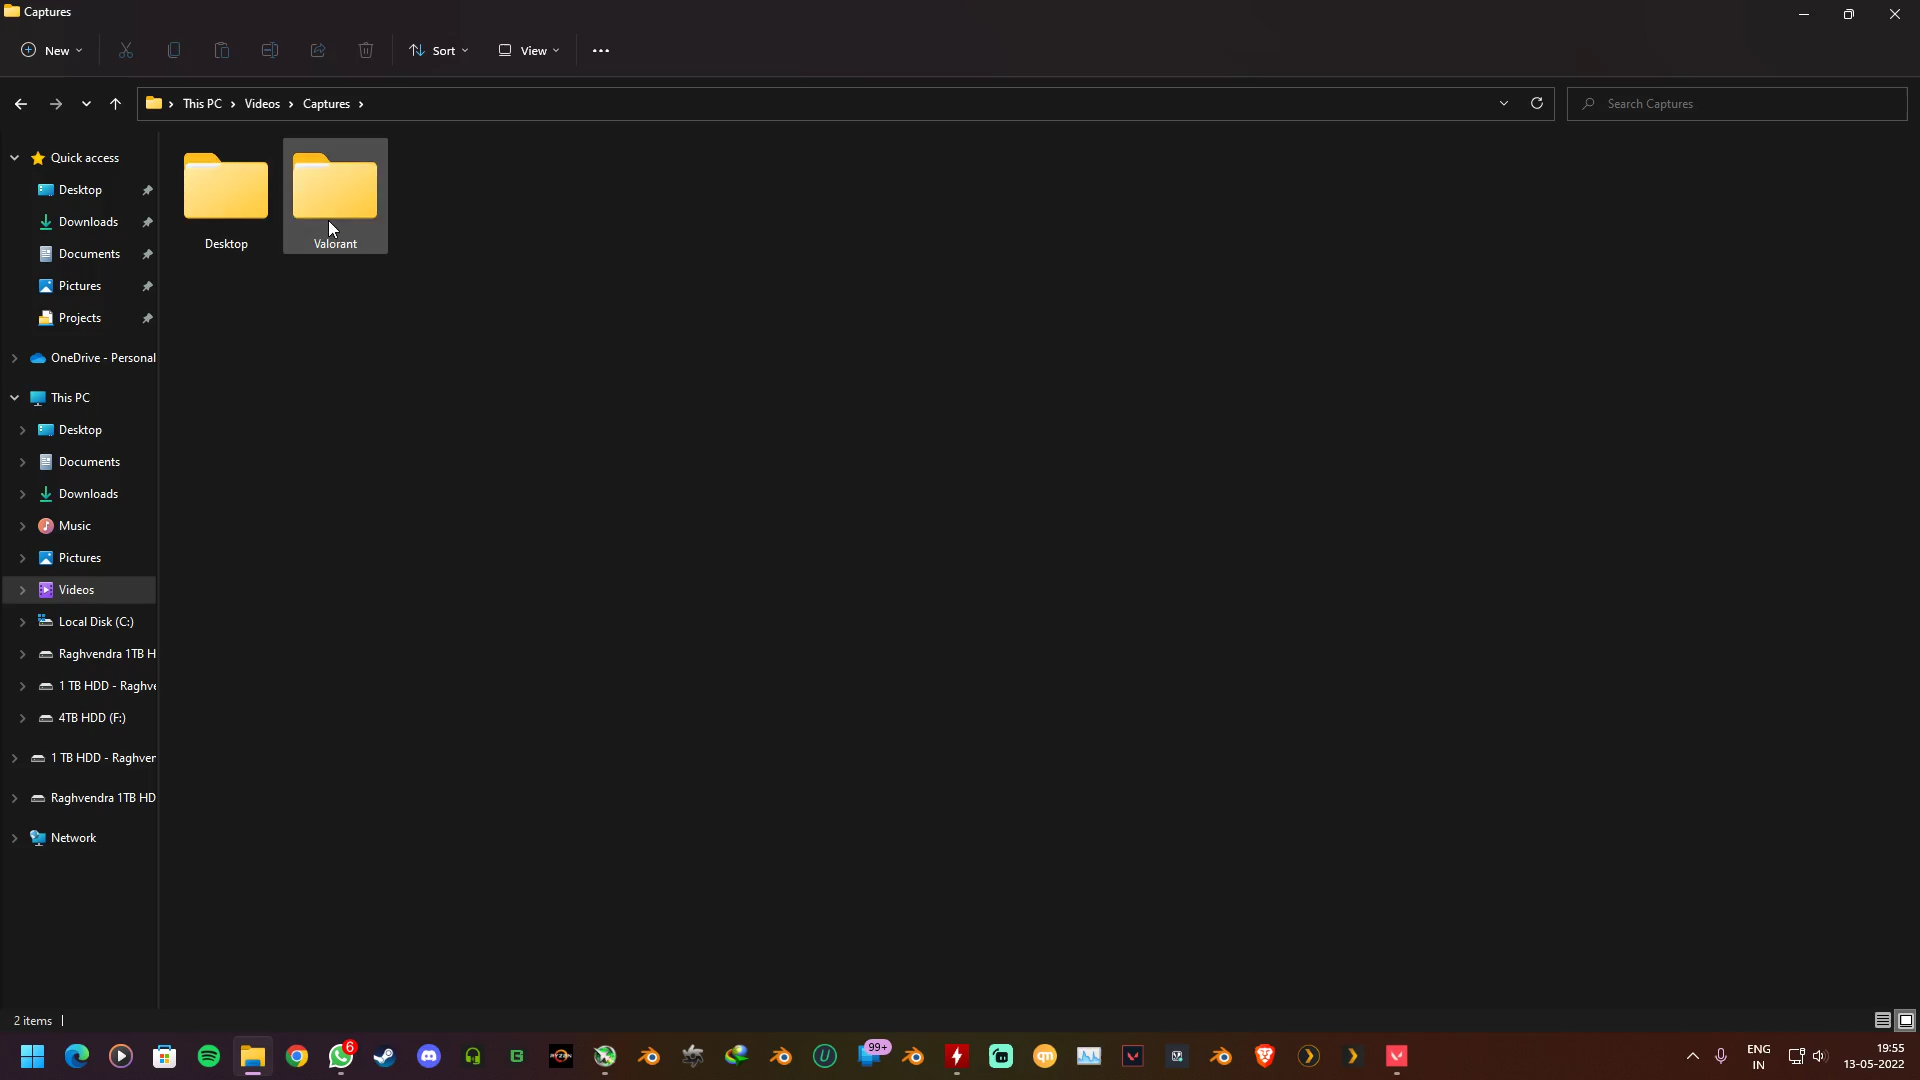 Captures
New
Sort
View
This PC
Videos
Captures
Search Captures
Quick access
Desktop
Downloads
Documents
Pictures
Projects
OneDrive - Personal
This PC
Desktop
Documents
Downloads
Music
Pictures
Videos
Local Disk (C:)
Raghvendra 1TB H
1 TB HDD - Raghve
4TB HDD (F:)
1 TB HDD - Raghver
Raghvendra 1TB HD
Network
Desktop
Valorant
2 items
6
RYZEN
99+
qm
ENG
IN
19:55
13-05-2022